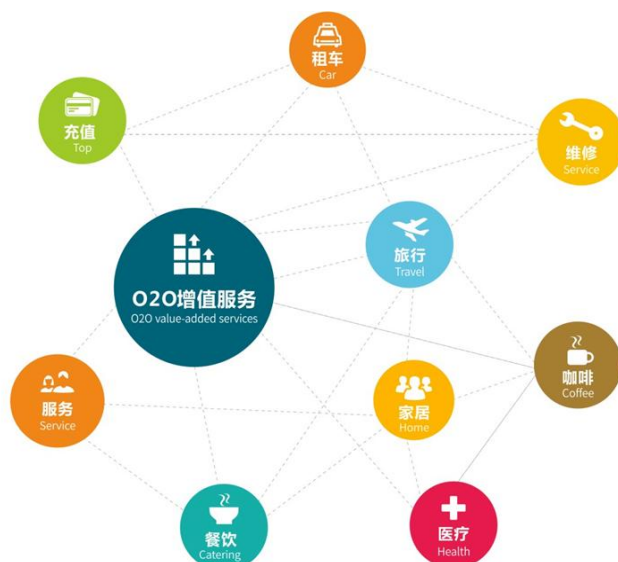 租车
Car
充值
Top
维修
Service
旅行
Travel
O2O增值服务
O2O value-added services
咖啡
Coffee
服务
Service
家居
Home
餐饮
Catering
医疗
Health